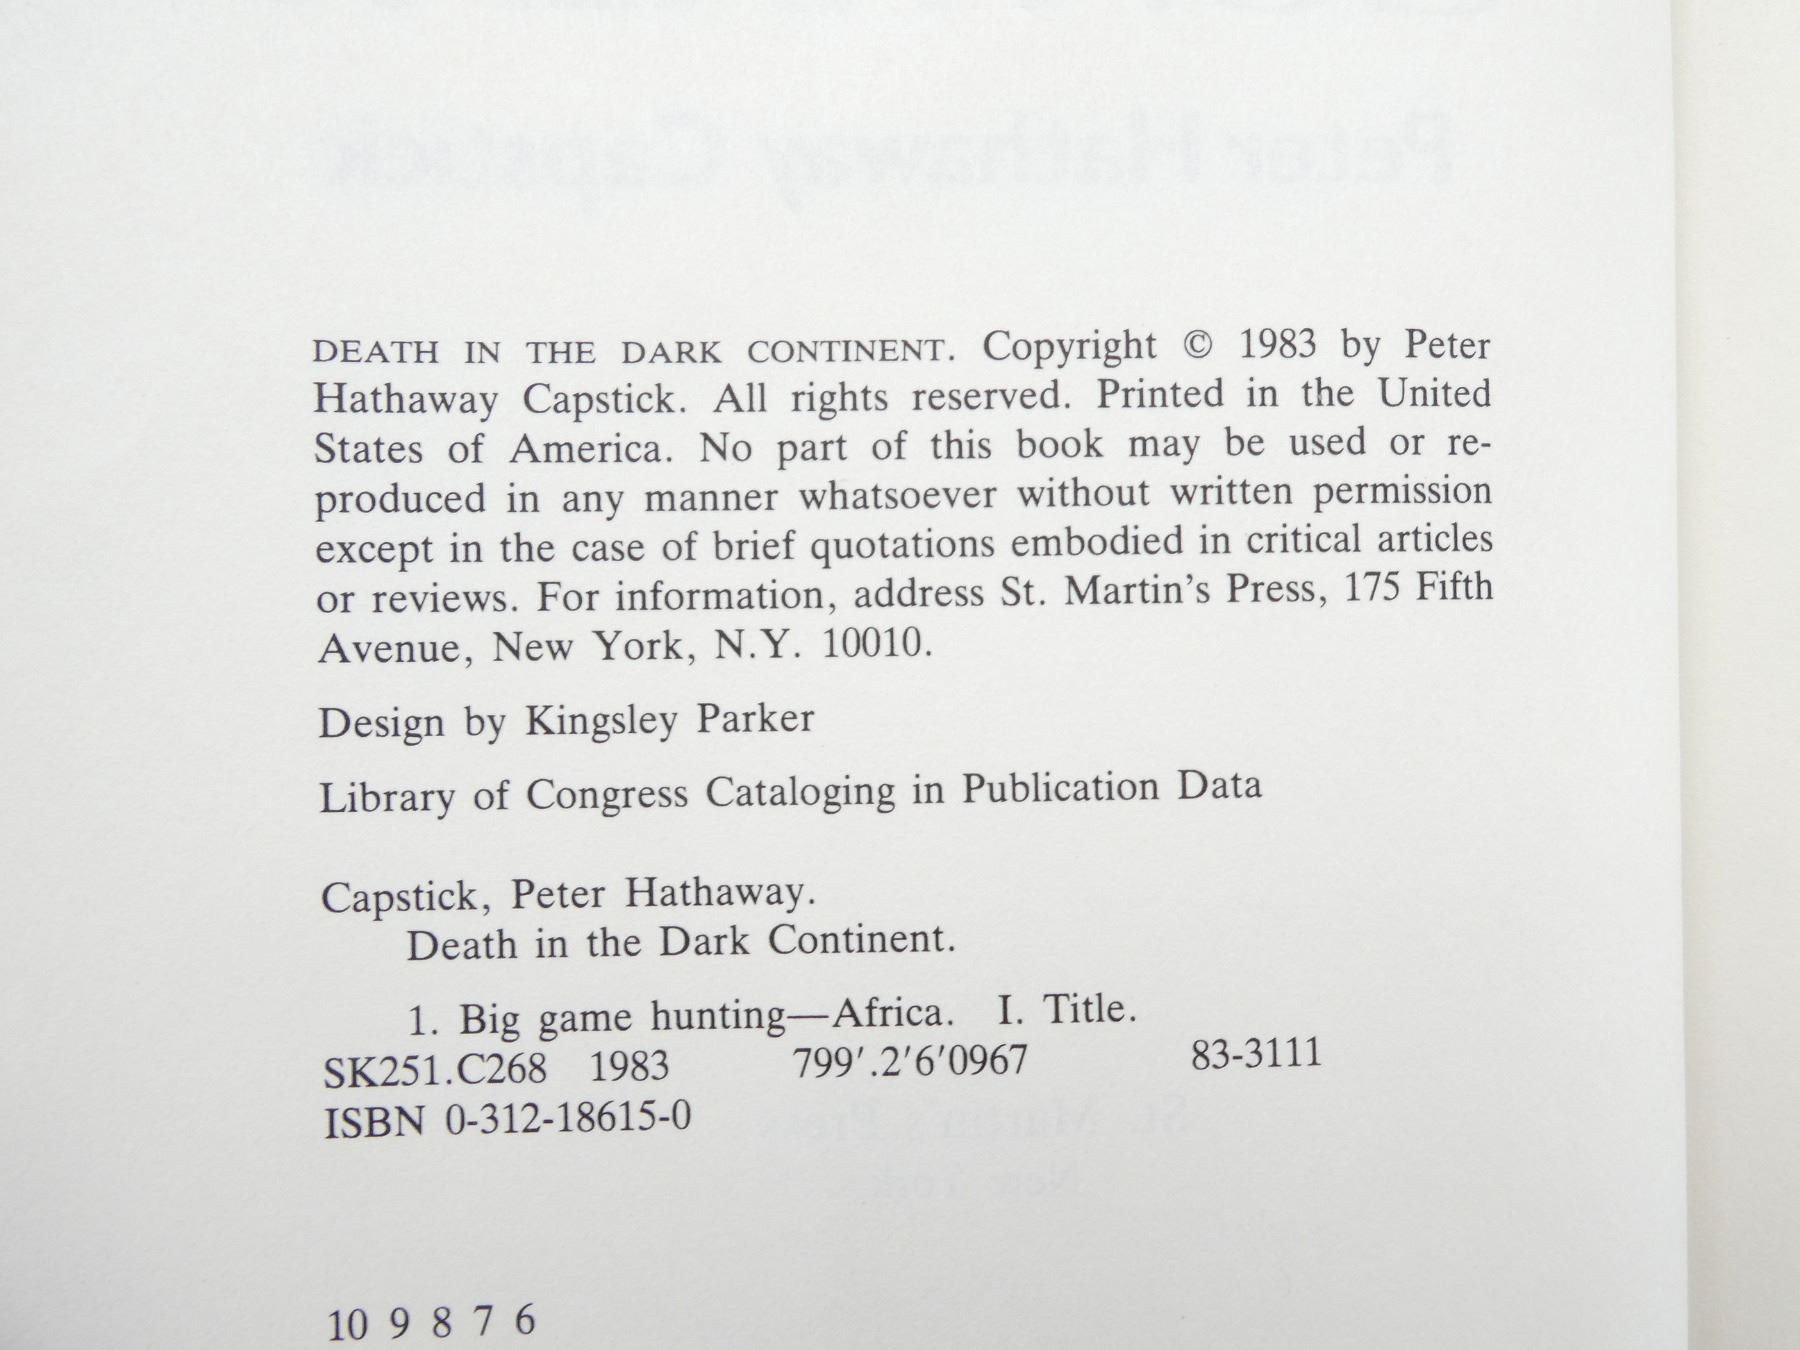 DEATH IN THE DARK CONTINENT. Copyright © 1983 by Peter
Hathaway Capstick. All rights reserved. Printed in the United
States of America. No part of this book may be used or re-
produced in any manner whatsoever without written permission
except in the case of brief quotations embodied in critical articles
or reviews. For information, address St. Martin's Press, 175 Fifth
Avenue, New York, N.Y. 10010.
Design by Kingsley Parker
Library of Congress Cataloging in Publication Data
Capstick, Peter Hathaway.
Death in the Dark Continent.
1. Big game hunting—Africa. I. Title.
SK251.C268 1983 799′.2′6′0967 83-3111
ISBN 0-312-18615-0
10 9 8 7 6